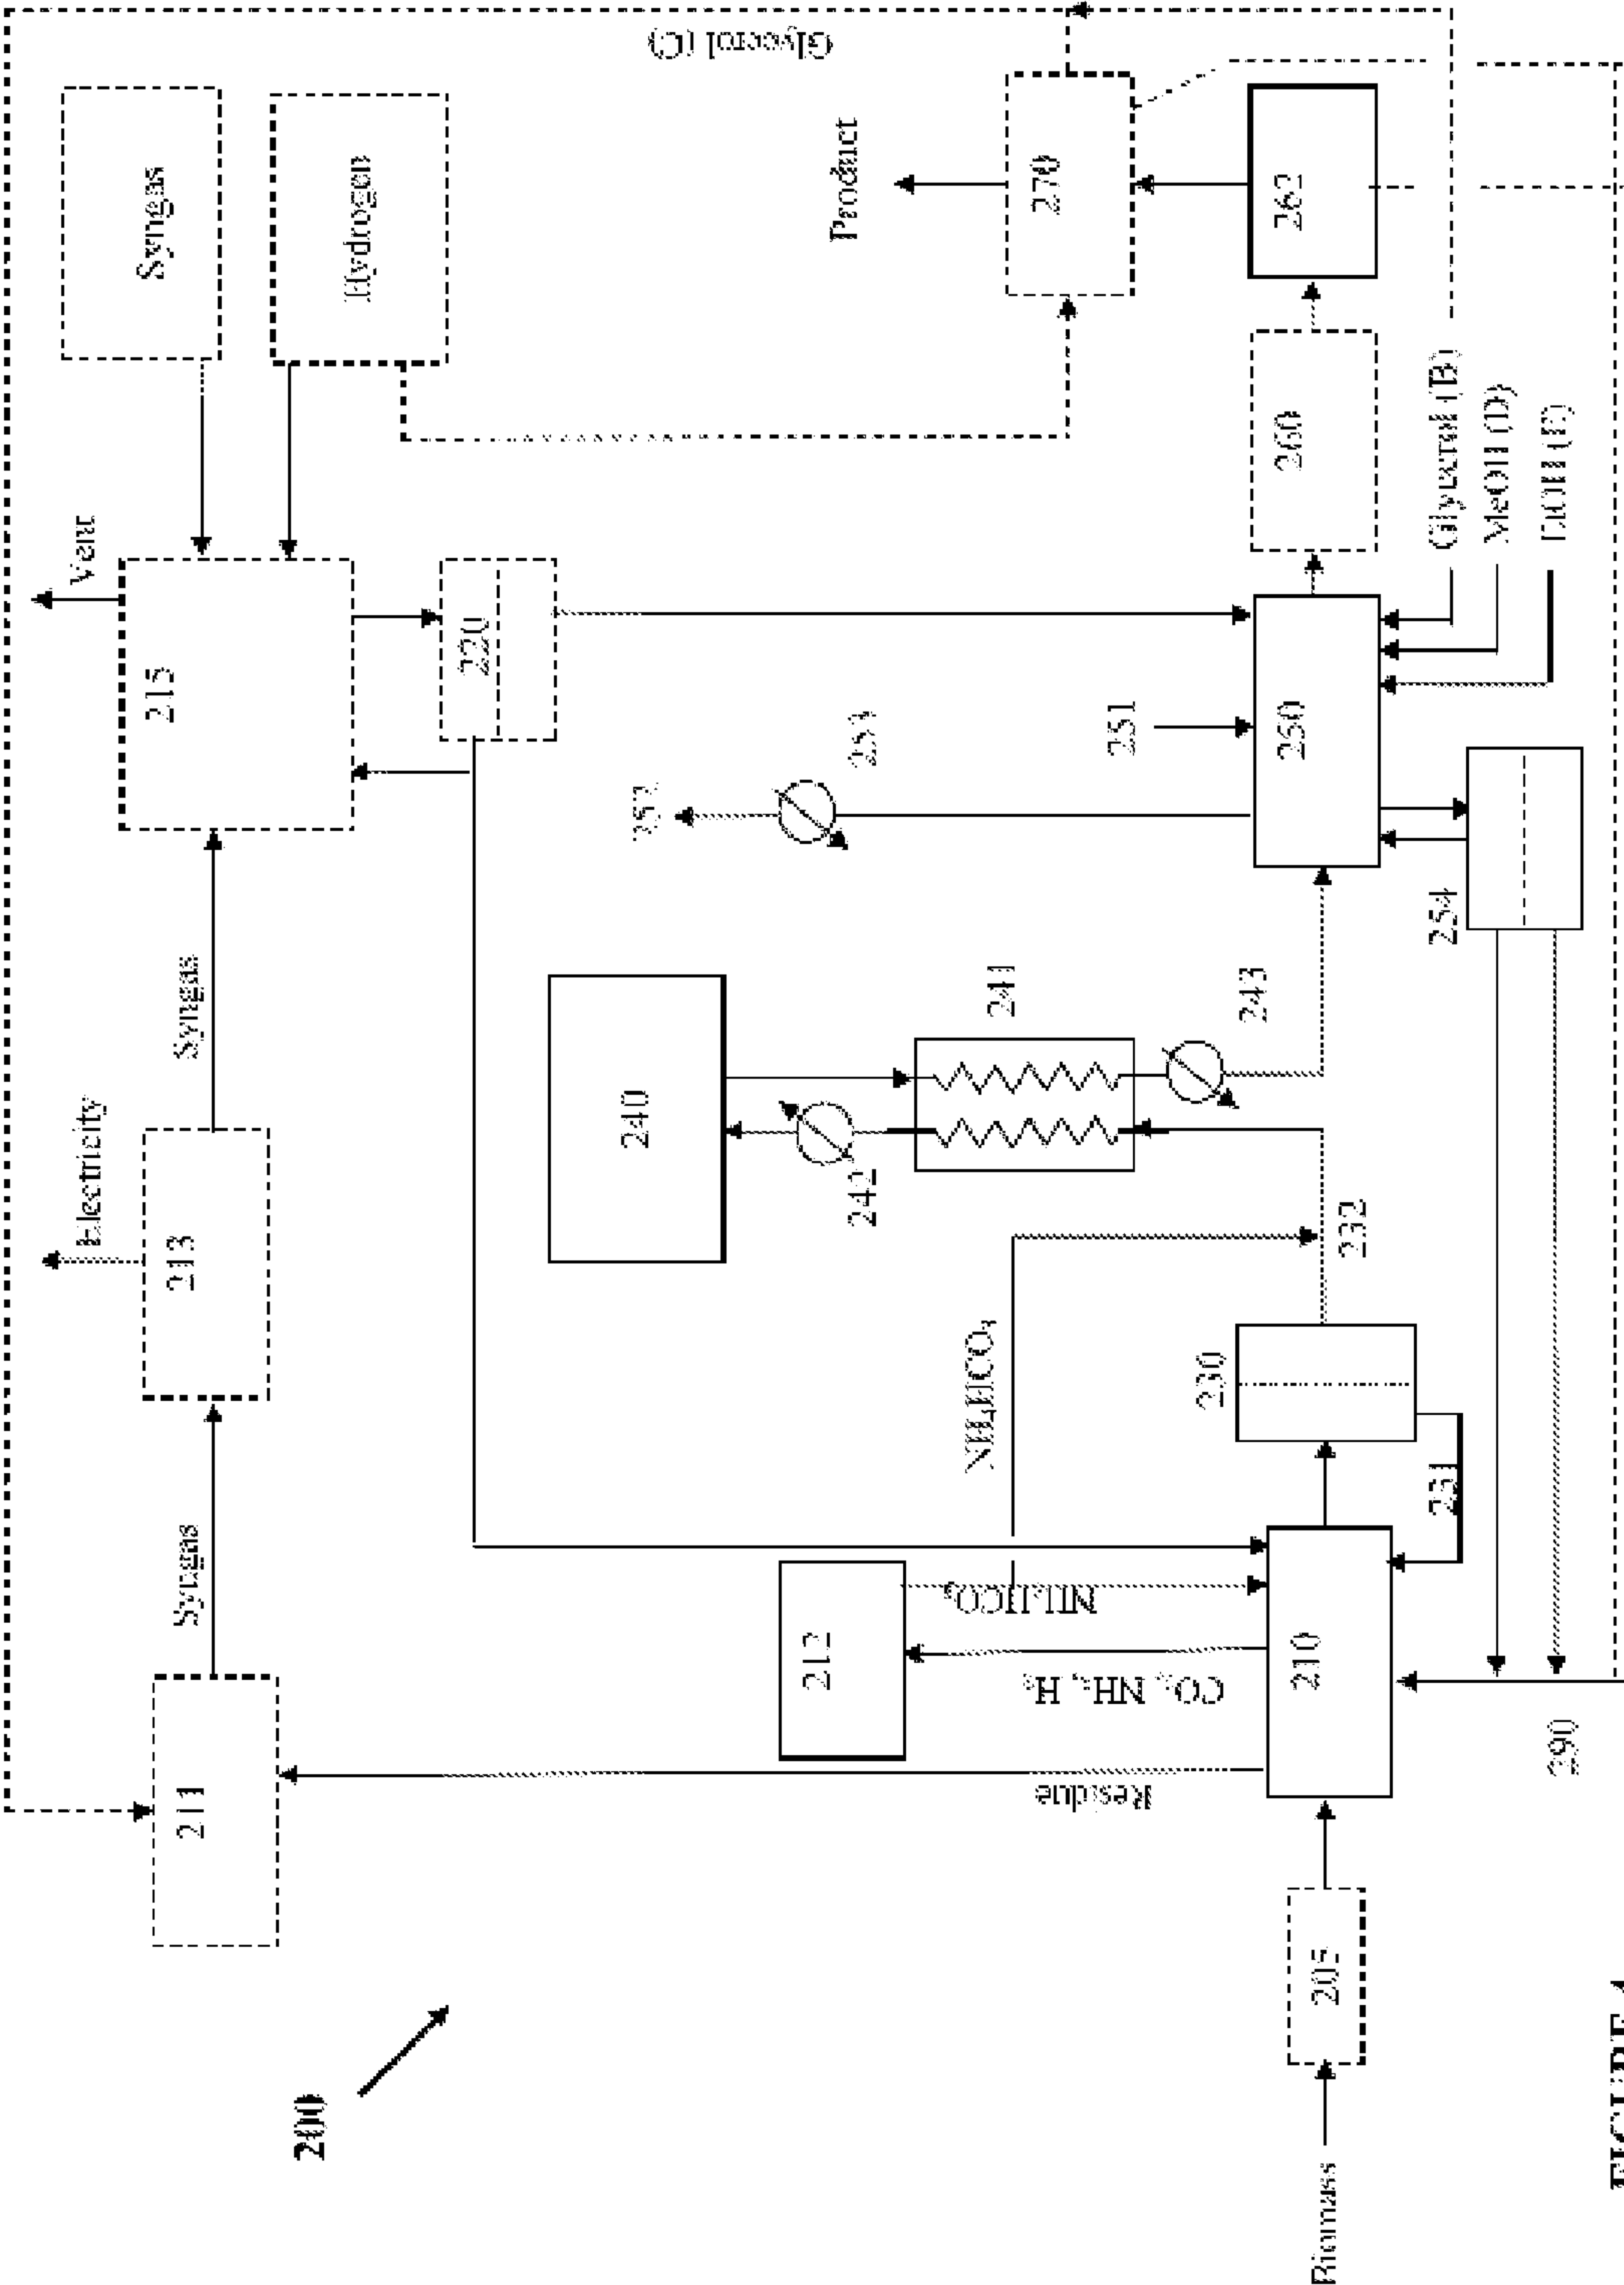 200
Biomass
205
210
211
Residue
CO₂, NH₃, H₂
212
NH₄HCO₃
NH₄HCO₃
Syngas
213
Electricity
Syngas
215
Vent
Syngas
Hydrogen
220
230
231
232
240
241
242
243
250
251
253
254
260
262
270
Product
Glycerol (C)
Glycerol (B)
MeOH (D)
290
FIGURE